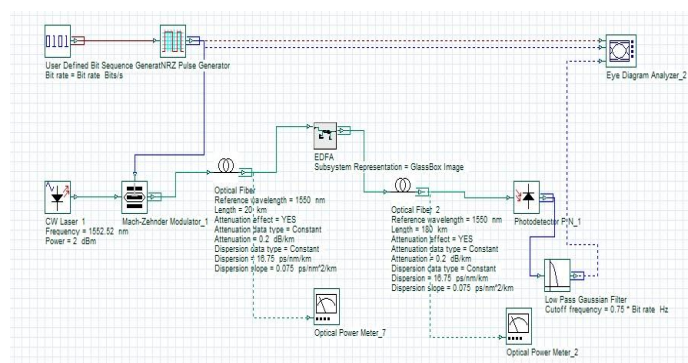 0101
User Defined Bit Sequence GeneratNRZ Pulse Generator
Bit rate = Bit rate Bits/s
Eye Diagram Analyzer_2
EDFA
Subsystem Representation = GlassBox Image
CW Laser 1
Frequency = 1552.52 nm
Power = 2 dBm
Mach-Zehnder Modulator_1
Optical Fiber
Reference wavelength = 1550 nm
Length = 20 km
Attenuation effect = YES
Attenuation data type = Constant
Attenuation = 0.2 dB/km
Dispersion data type = Constant
Dispersion = 16.75 ps/nm/km
Dispersion slope = 0.075 ps/nm^2/km
Optical Fiber 2
Reference wavelength = 1550 nm
Length = 180 km
Attenuation effect = YES
Attenuation data type = Constant
Attenuation = 0.2 dB/km
Dispersion data type = Constant
Dispersion = 16.75 ps/nm/km
Dispersion slope = 0.075 ps/nm^2/km
Photodetector PIN_1
Low Pass Gaussian Filter
Cutoff frequency = 0.75 * Bit rate Hz
Optical Power Meter_7
Optical Power Meter_2